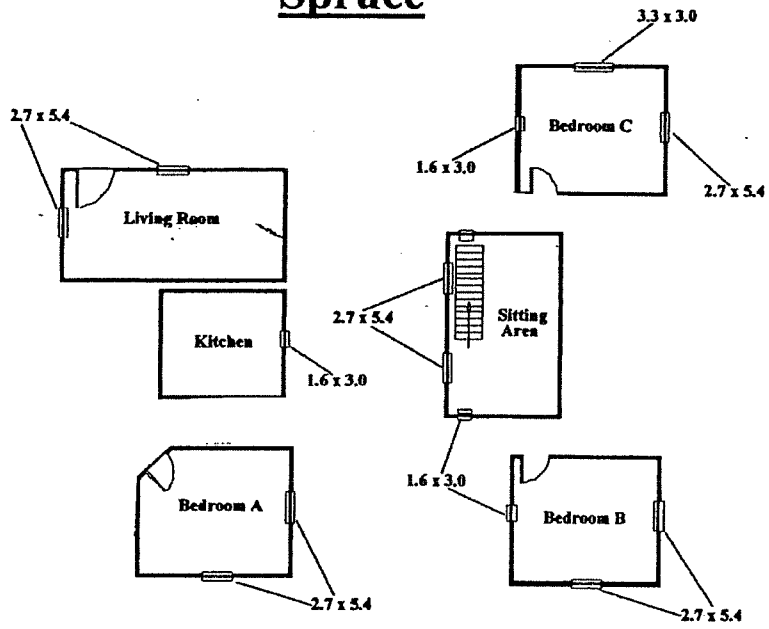 Spruce
3.3 x 3.0
2.7 x 5.4
Bedroom C
1.6 x 3.0
2.7 x 5.4
Living Room
2.7 x 5.4
Sitting
Area
Kitchen
1.6 x 3.0
1.6 x 3.0
Bedroom A
Bedroom B
2.7 x 5.4
2.7 x 5.4